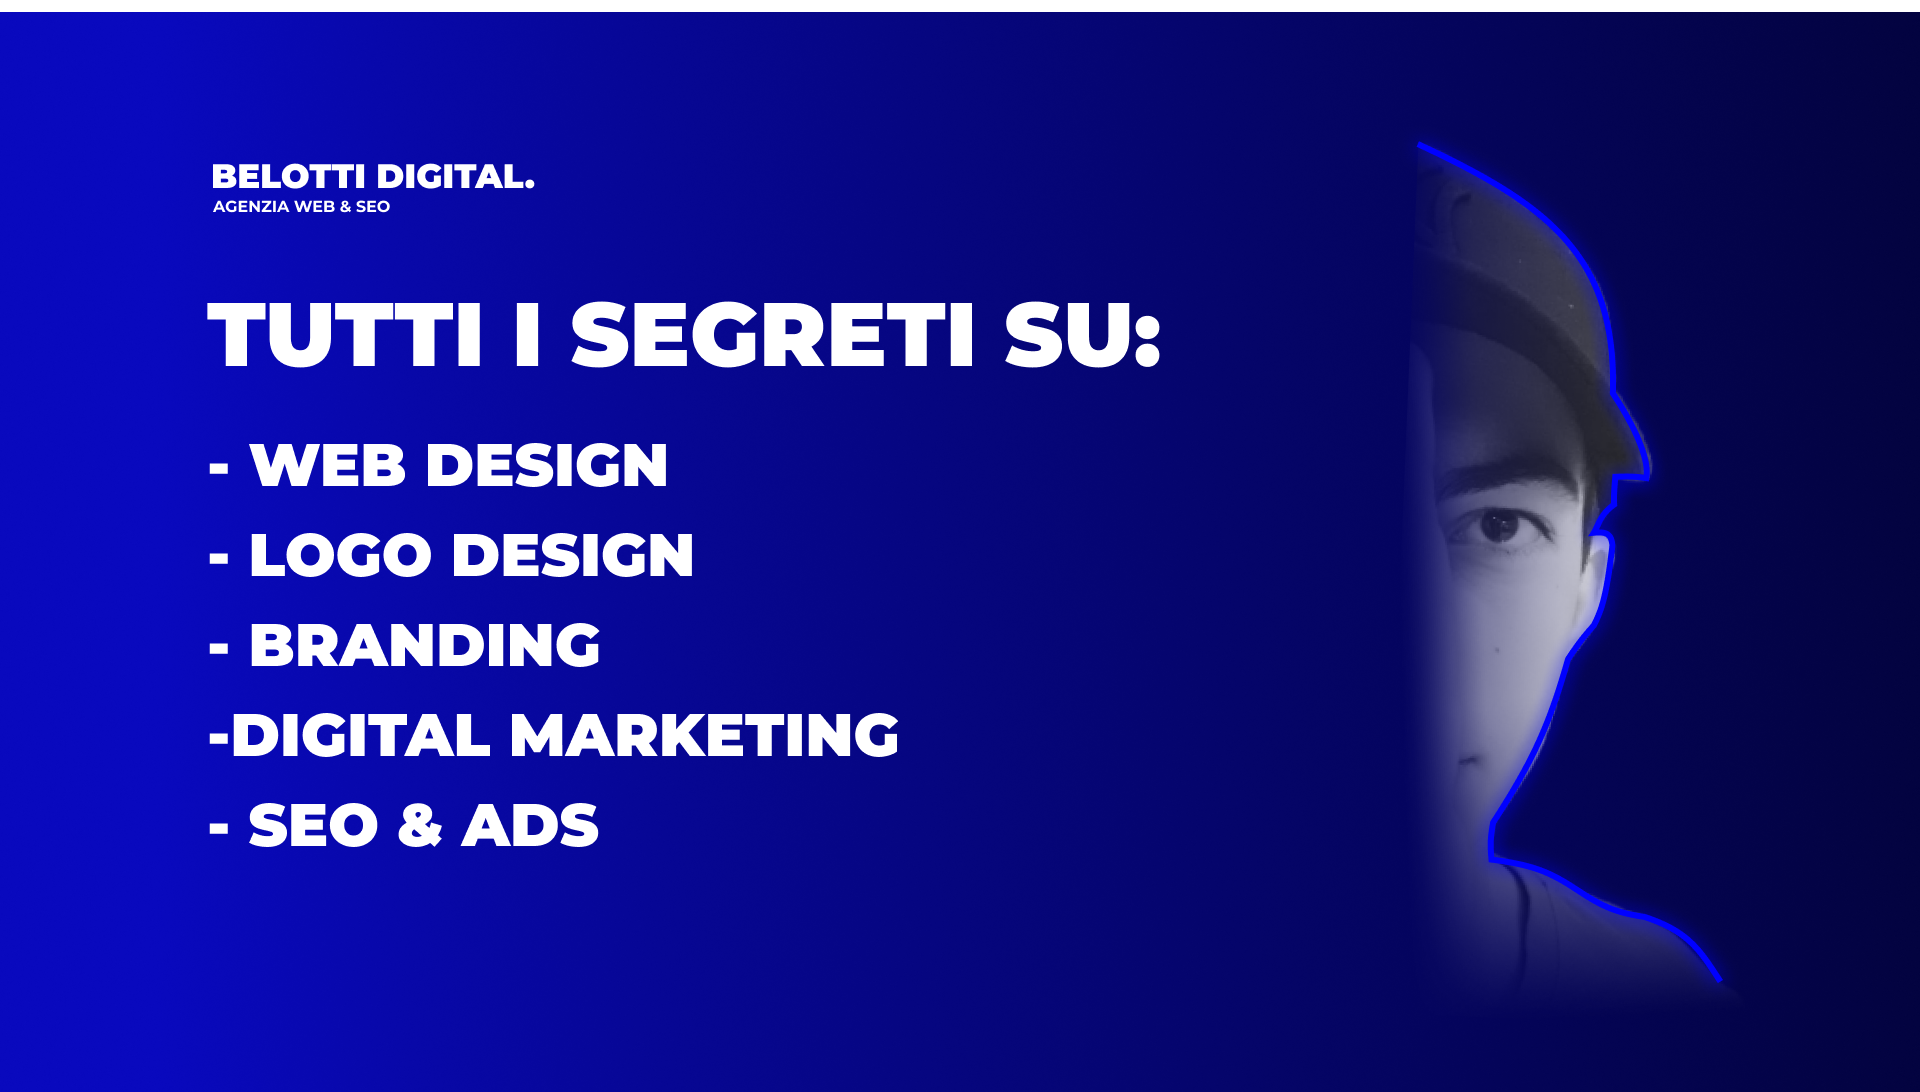 BELOTTI DIGITAL.
AGENZIA WEB & SEO
TUTTI I SEGRETI SU:
- WEB DESIGN
- LOGO DESIGN
- BRANDING
-DIGITAL MARKETING
- SEO & ADS